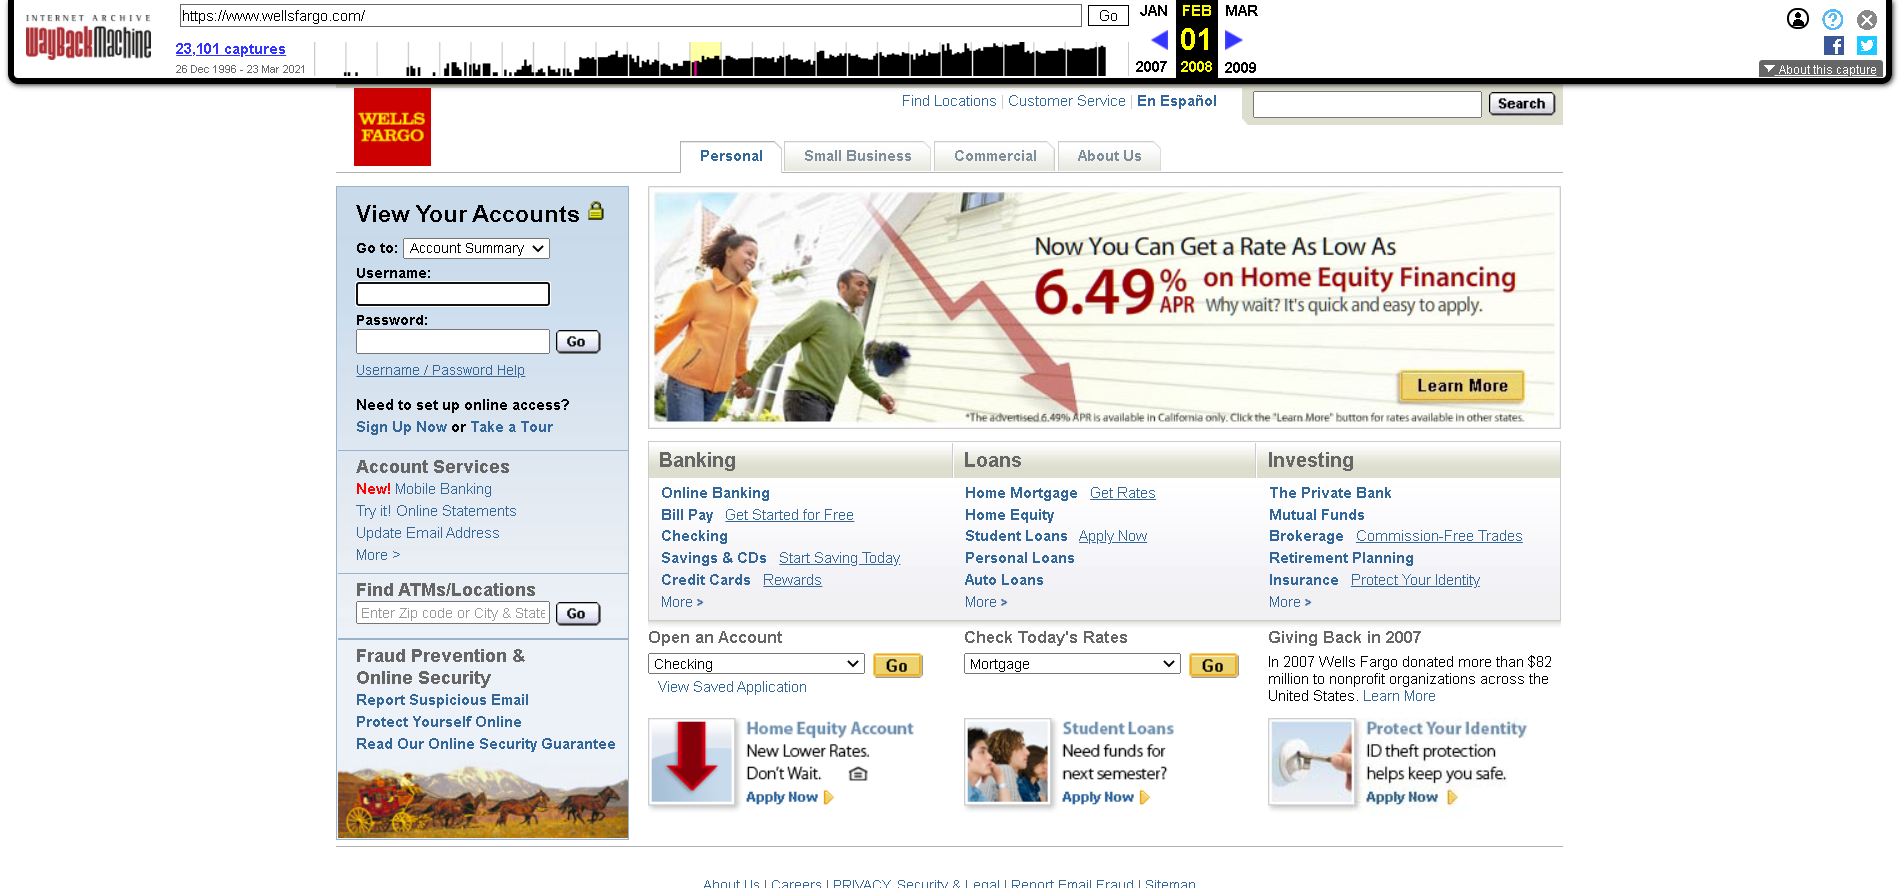 INTERNET ARCHIVE
WayBackMachine
https://www.wellsfargo.com/
Go
JAN FEB MAR
23,101 captures
01
26 Dec 1996 - 23 Mar 2021
2007 2008 2009
About this capture
WELLS
FARGO
Find Locations | Customer Service | En Español
Search
Personal
Small Business
Commercial
About Us
View Your Accounts
Go to: Account Summary
Username:
Password:
Go
Username / Password Help
Need to set up online access?
Sign Up Now or Take a Tour
Account Services
New! Mobile Banking
Try it! Online Statements
Update Email Address
More >
Find ATMs/Locations
Enter Zip code or City & State
Go
Fraud Prevention &
Online Security
Report Suspicious Email
Protect Yourself Online
Read Our Online Security Guarantee
Now You Can Get a Rate As Low As
6.49% APR on Home Equity Financing
Why wait? It's quick and easy to apply.
Learn More
*The advertised 6.49% APR is available in California only. Click the "Learn More" button for rates available in other states.
Banking
Online Banking
Bill Pay Get Started for Free
Checking
Savings & CDs Start Saving Today
Credit Cards Rewards
More >
Loans
Home Mortgage Get Rates
Home Equity
Student Loans Apply Now
Personal Loans
Auto Loans
More >
Investing
The Private Bank
Mutual Funds
Brokerage Commission-Free Trades
Retirement Planning
Insurance Protect Your Identity
More >
Open an Account
Checking
Go
View Saved Application
Check Today's Rates
Mortgage
Go
Giving Back in 2007
In 2007 Wells Fargo donated more than $82
million to nonprofit organizations across the
United States. Learn More
Home Equity Account
New Lower Rates.
Don't Wait.
Apply Now
Student Loans
Need funds for
next semester?
Apply Now
Protect Your Identity
ID theft protection
helps keep you safe.
Apply Now
About Us | Careers | PRIVACY, Security & Legal | Report Email Fraud | Sitemap